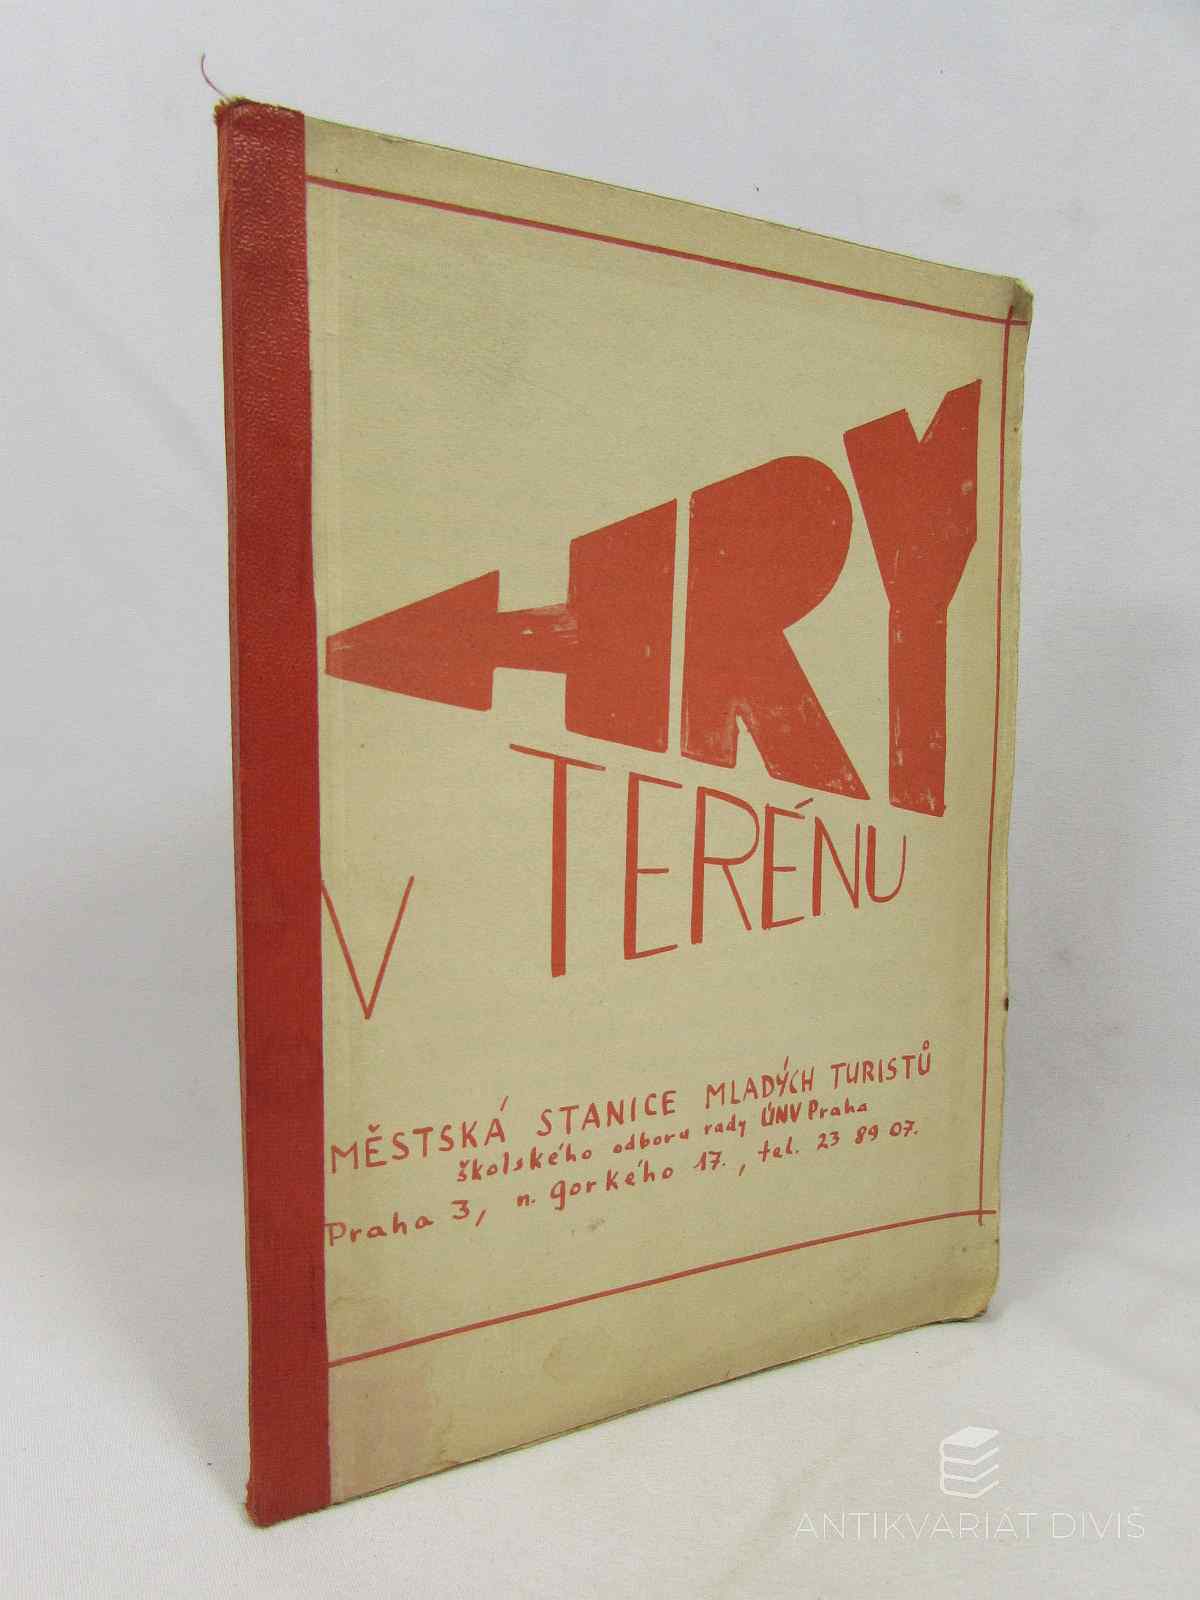 HRY
V TERÉNU
MĚSTSKÁ STANICE MLADÝCH TURISTŮ
školského odboru rady ÚNV Praha
Praha 3, n. gorkého 17., tel. 23 89 07.
ANTIKVARIÁT DIVIŠ